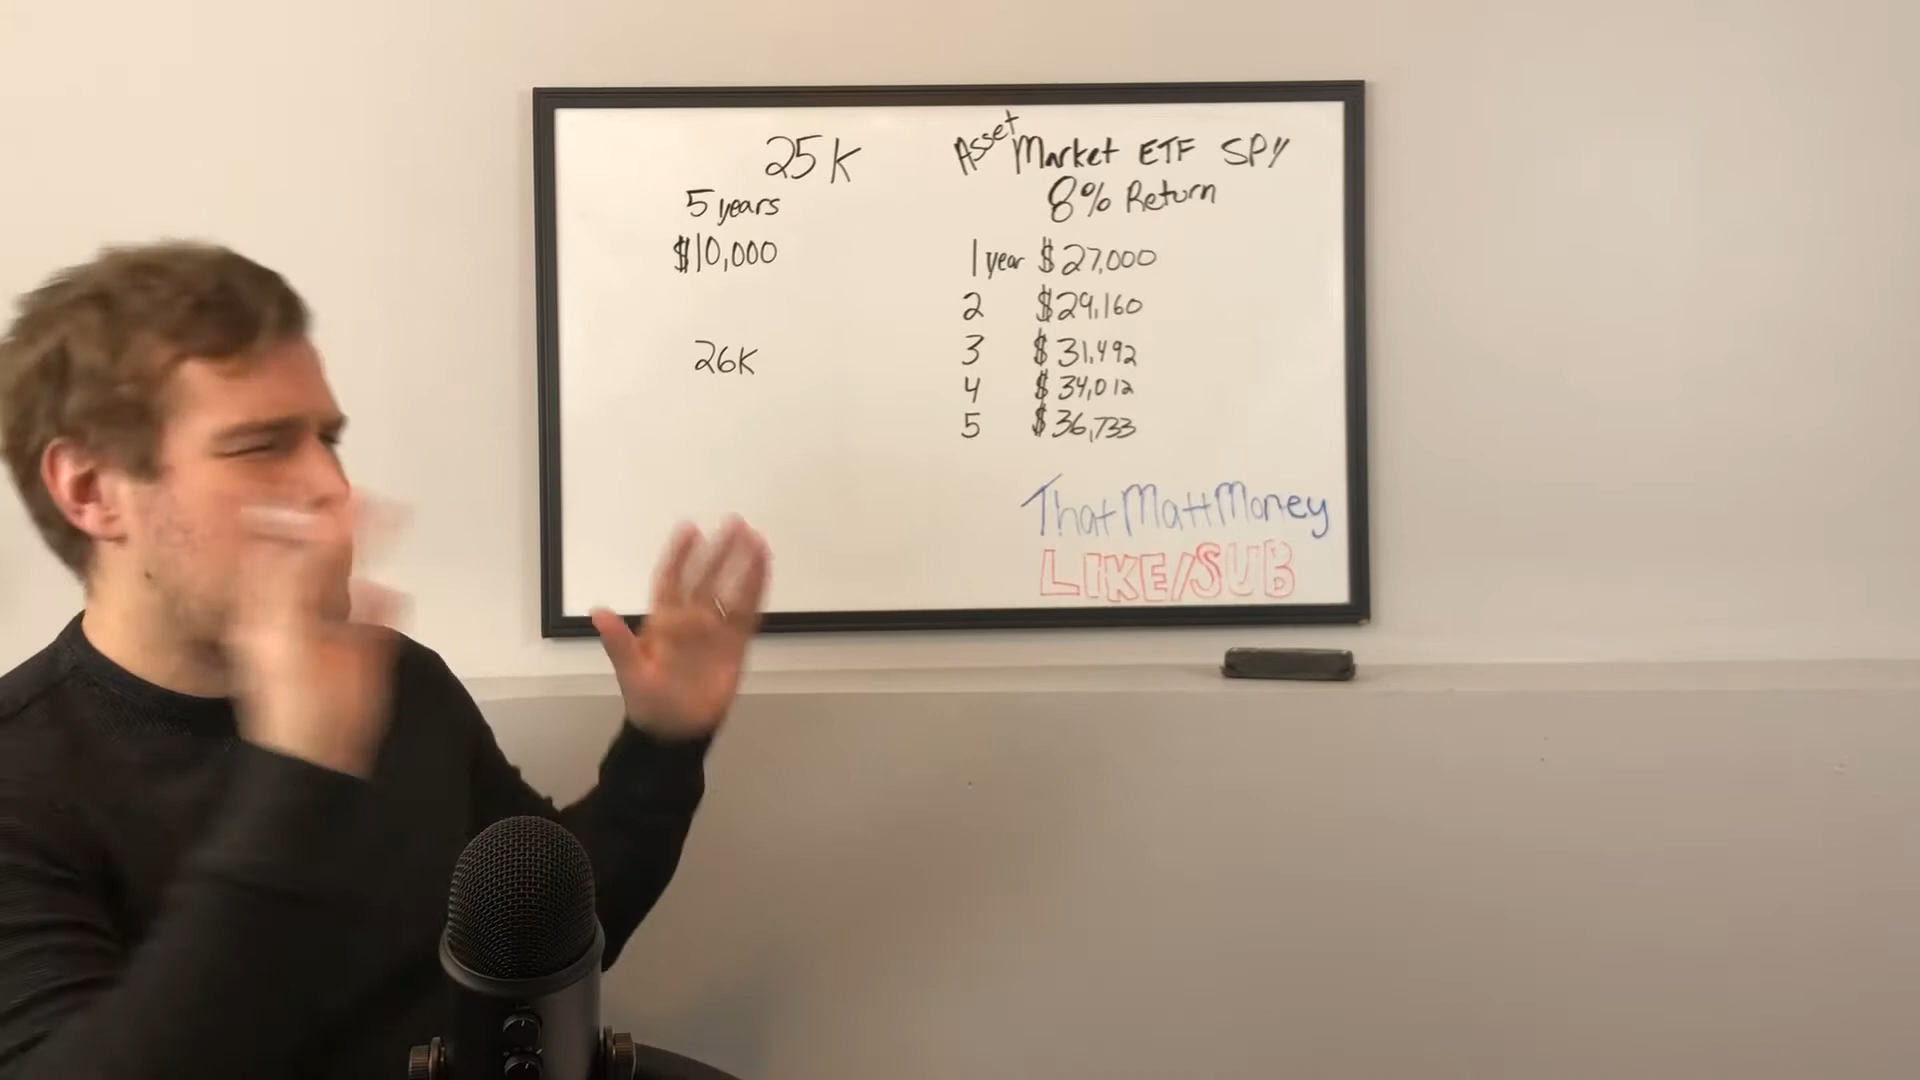 25K
5 years
$10,000
26K
Asset
Market ETF SPY
8% Return
1 year $27,000
2 $29,160
3 $31,492
4 $34,012
5 $36,733
ThatMattMoney
LIKE/SUB